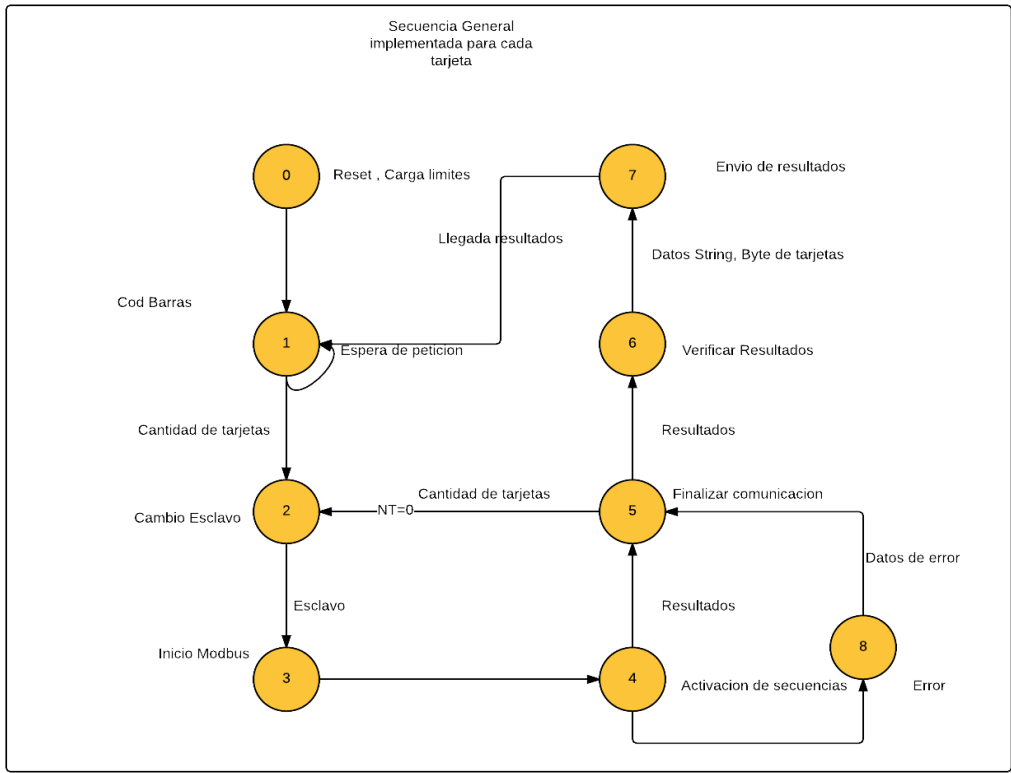 Secuencia General
implementada para cada
tarjeta
0
Reset , Carga limites
7
Envio de resultados
Llegada resultados
Datos String, Byte de tarjetas
Cod Barras
1
Espera de peticion
6
Verificar Resultados
Cantidad de tarjetas
Resultados
Cantidad de tarjetas
Finalizar comunicacion
Cambio Esclavo
2
NT=0
5
Datos de error
Esclavo
Resultados
8
Inicio Modbus
3
4
Activacion de secuencias
Error